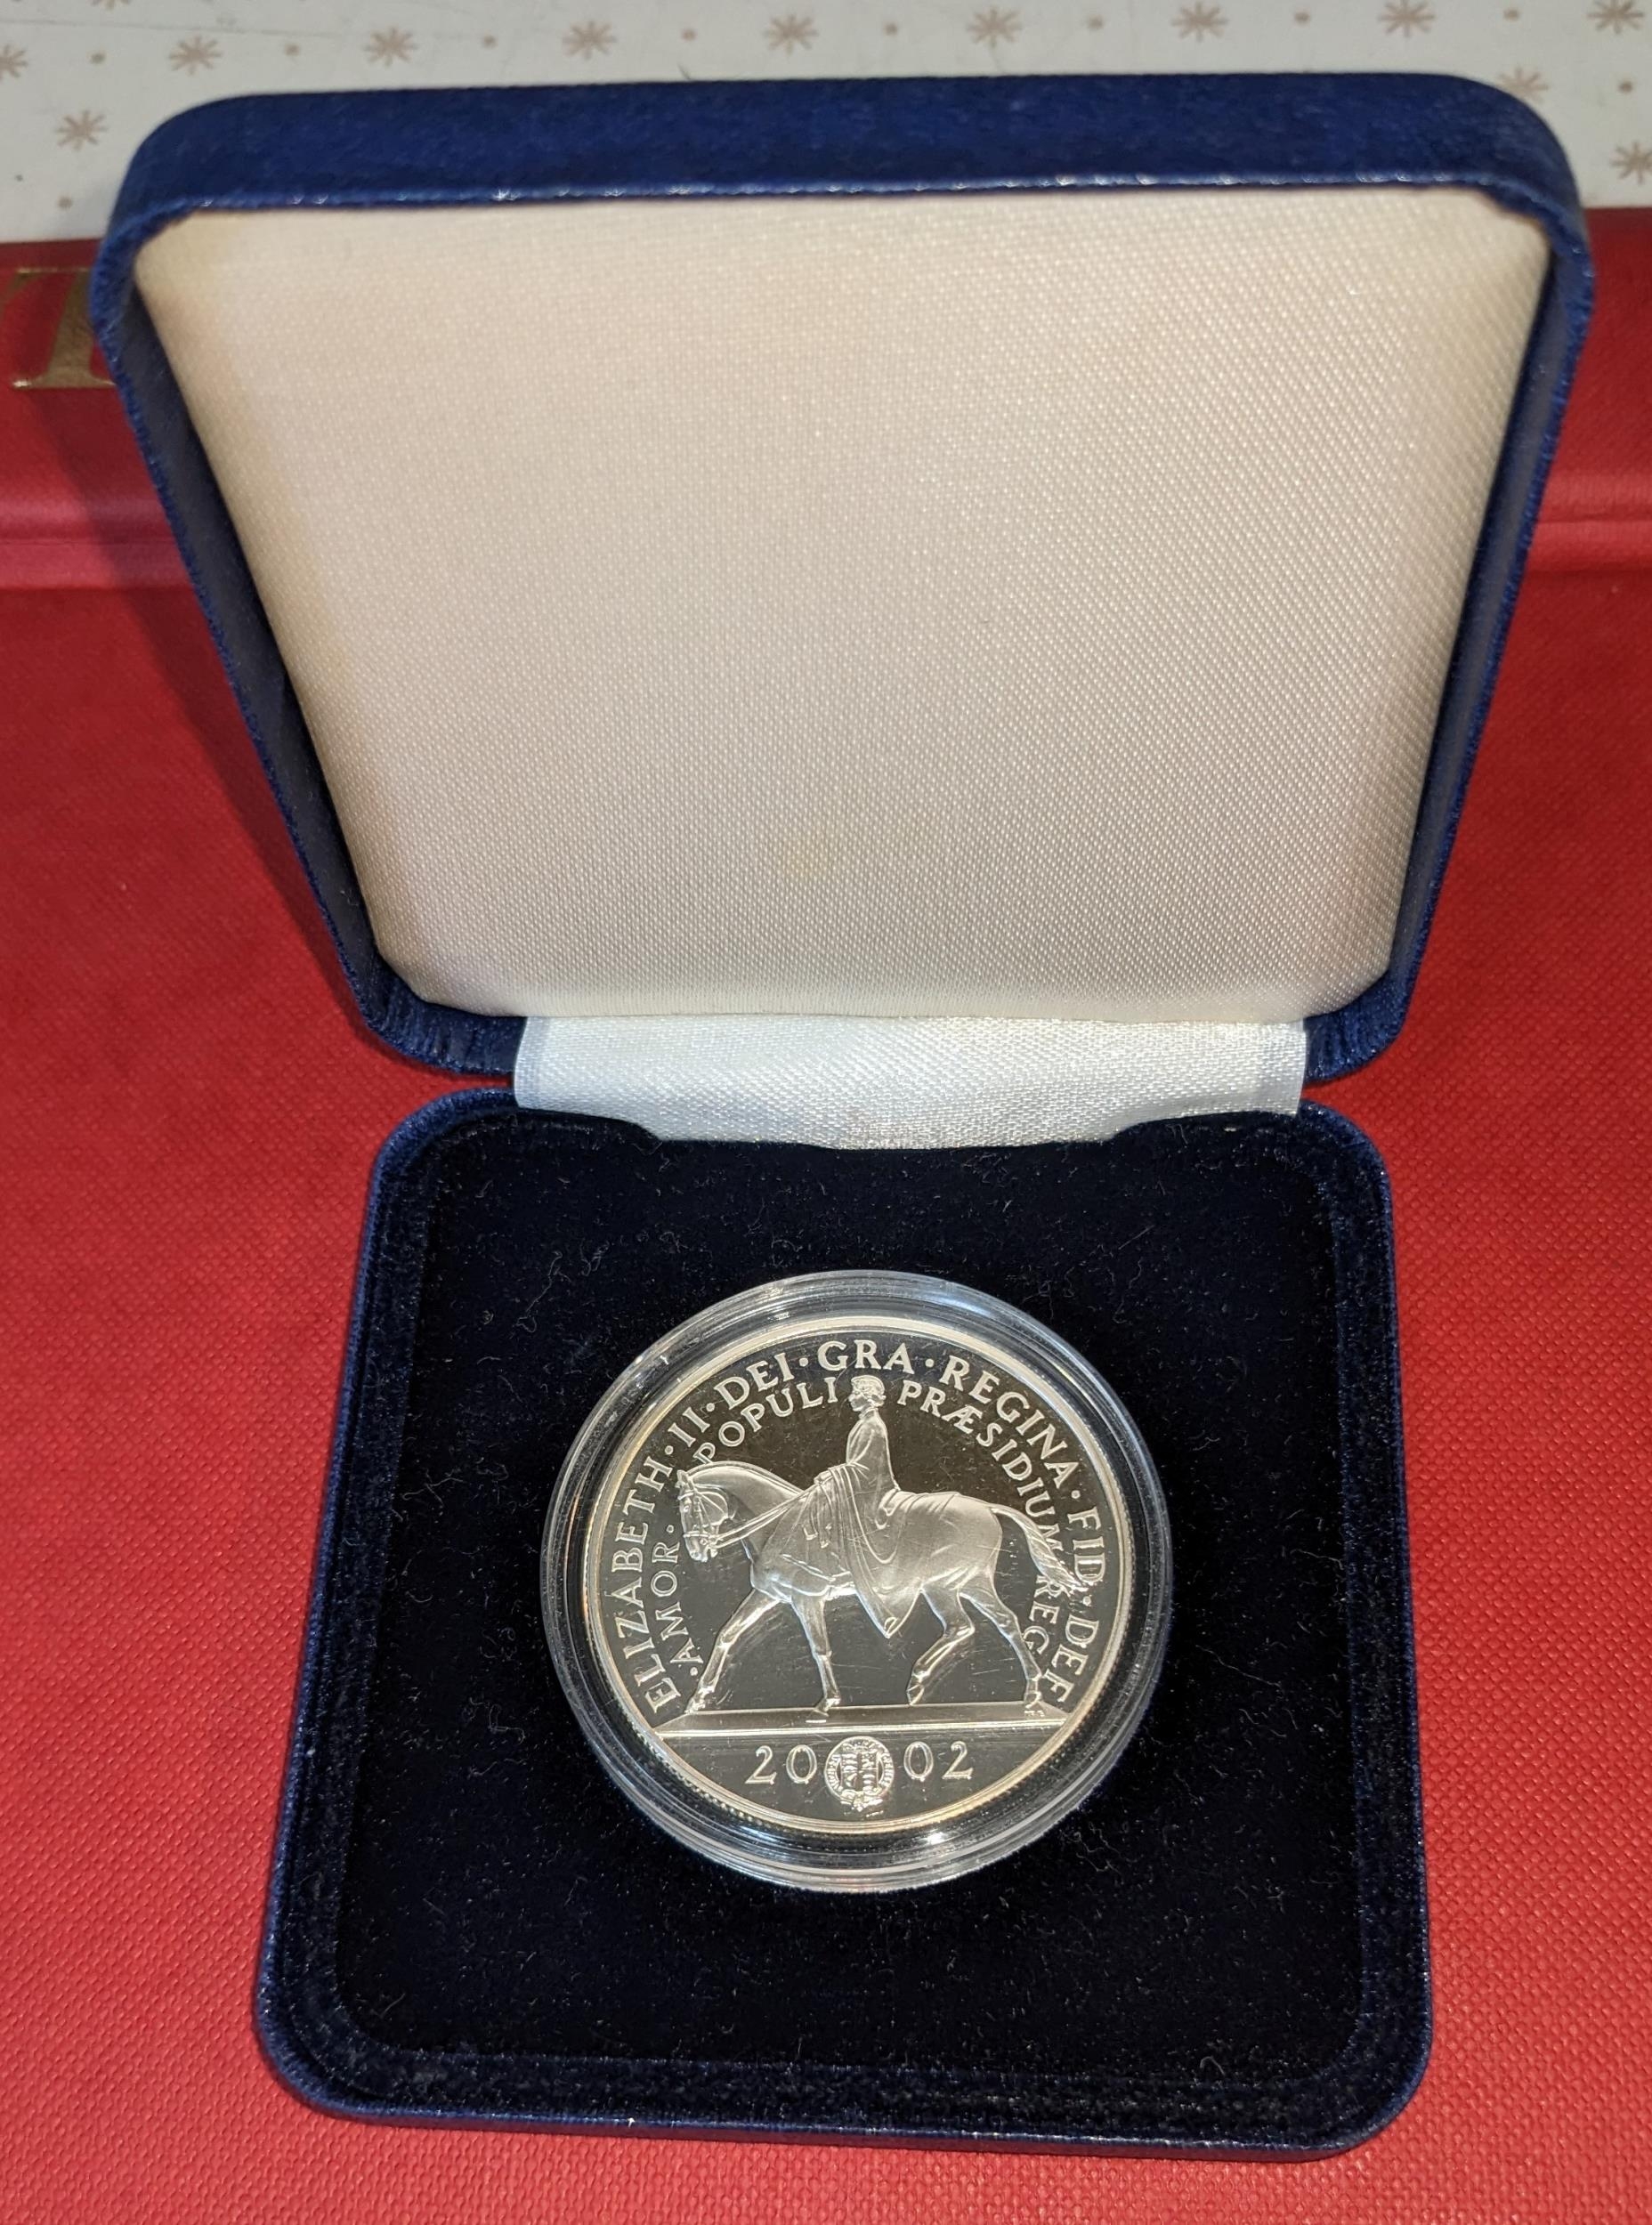 T
ELIZABETH·II·DEI·GRA·REGINA·FID·DEF
·AMOR·POPULI PRÆSIDIUM REG
2002